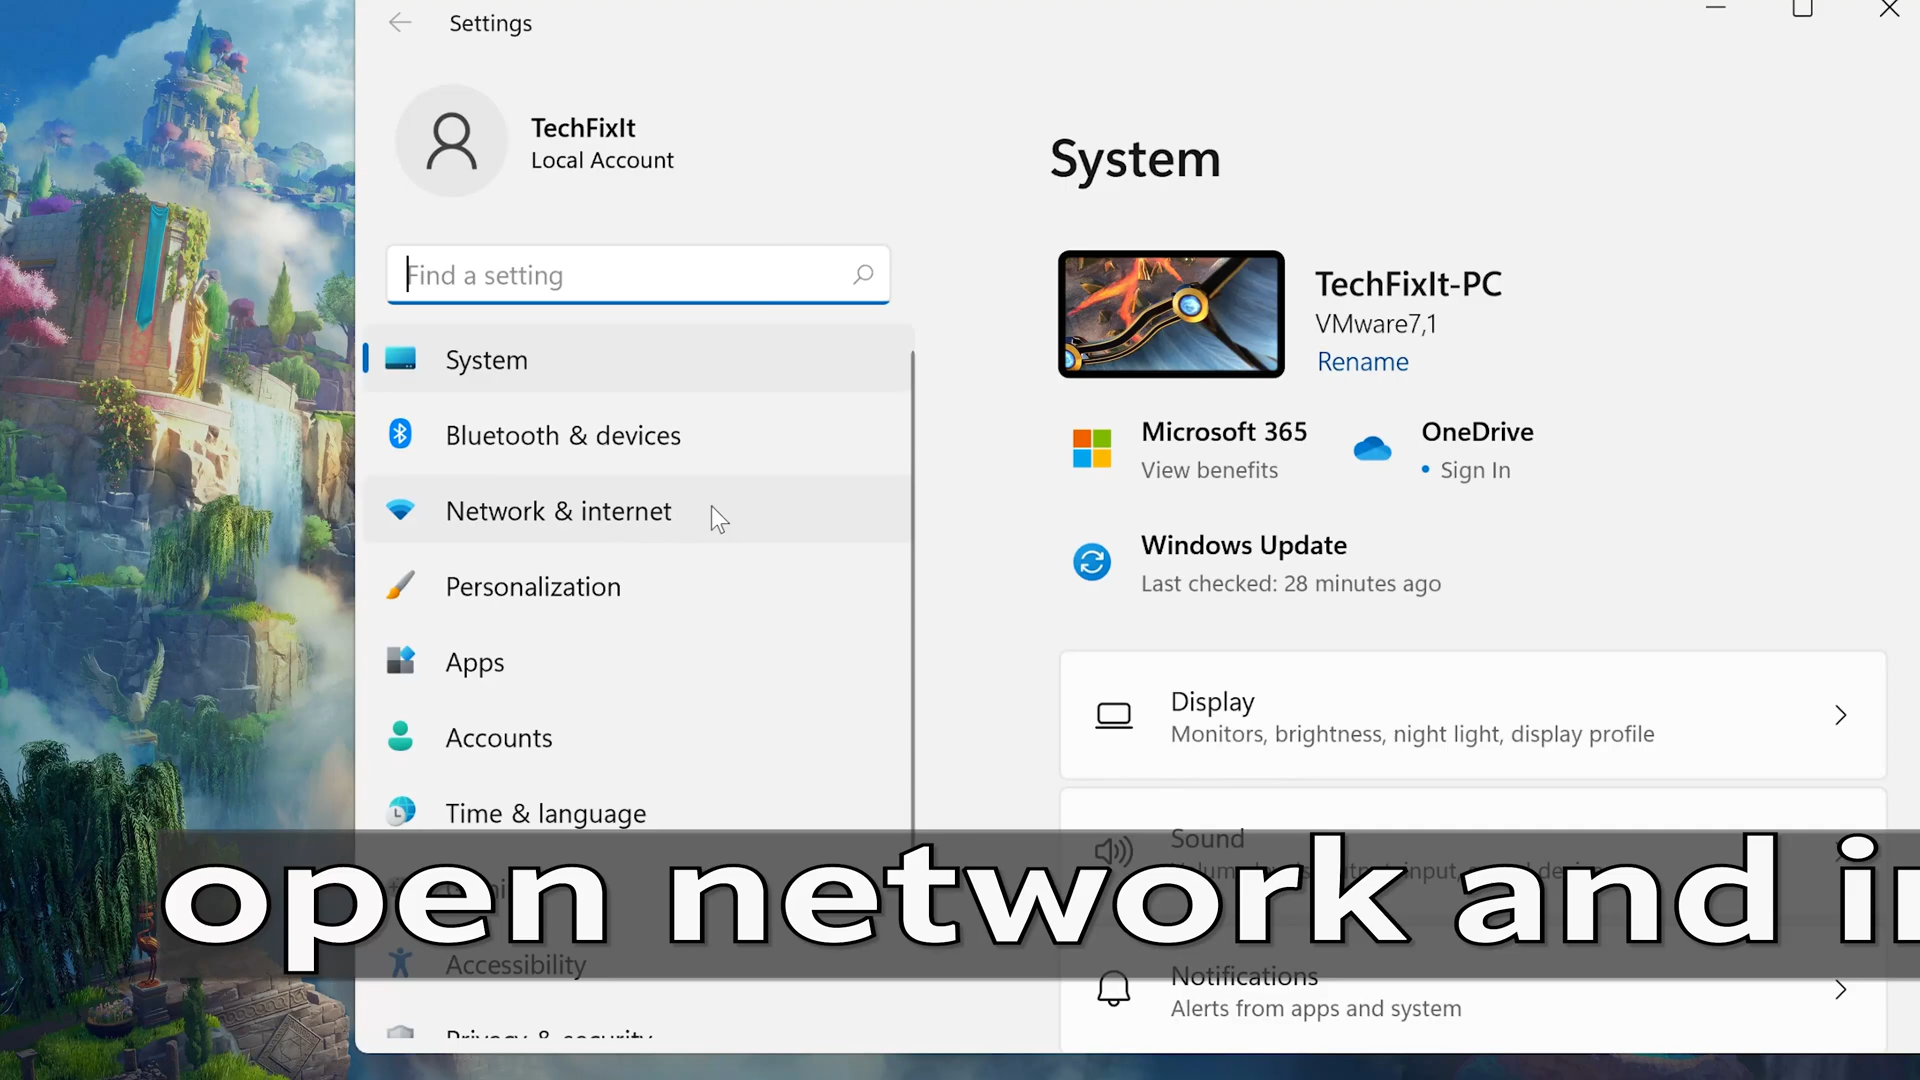 Settings
TechFixIt
Local Account
Find a setting
System
Bluetooth & devices
Network & internet
Personalization
Apps
Accounts
Time & language
Accessibility
Privacy & security
System
TechFixIt-PC
VMware7,1
Rename
Microsoft 365
View benefits
OneDrive
• Sign In
Windows Update
Last checked: 28 minutes ago
Display
Monitors, brightness, night light, display profile
Sound
Notifications
Alerts from apps and system
open network and